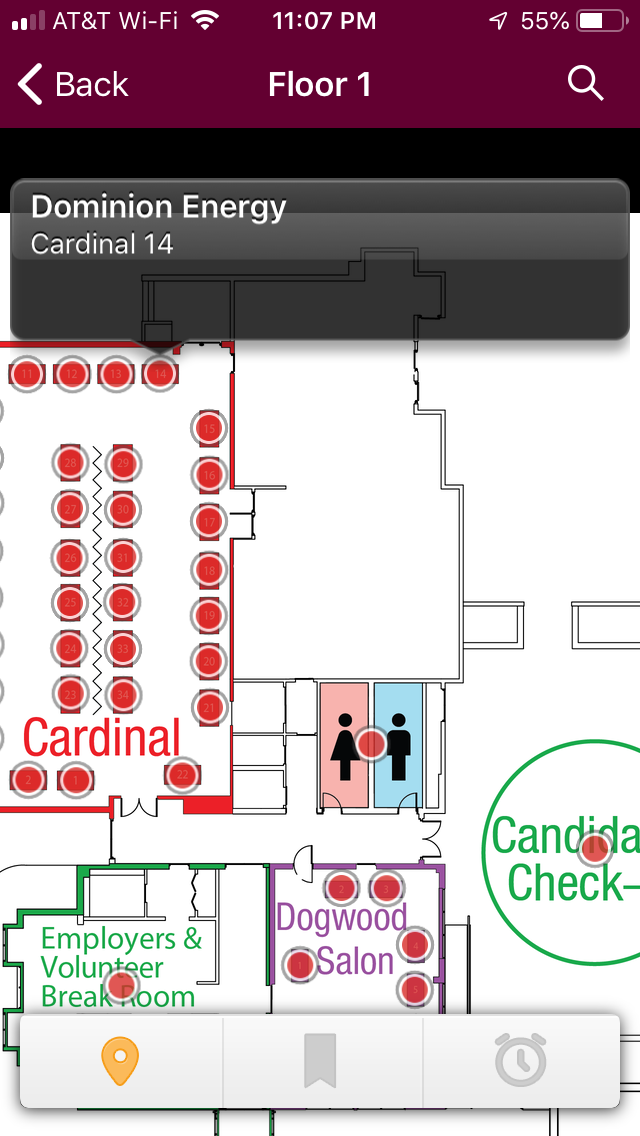 AT&T Wi-Fi 11:07 PM 55%
Back Floor 1
Dominion Energy
Cardinal 14
11 12 13 14
15
28 29 16
27 30 17
26 31 18
25 32 19
24 33 20
23 34 21
Cardinal
2 1 22
Candida
Check-
2 3
Dogwood
Salon
1 4
5
Employers &
Volunteer
Break Room